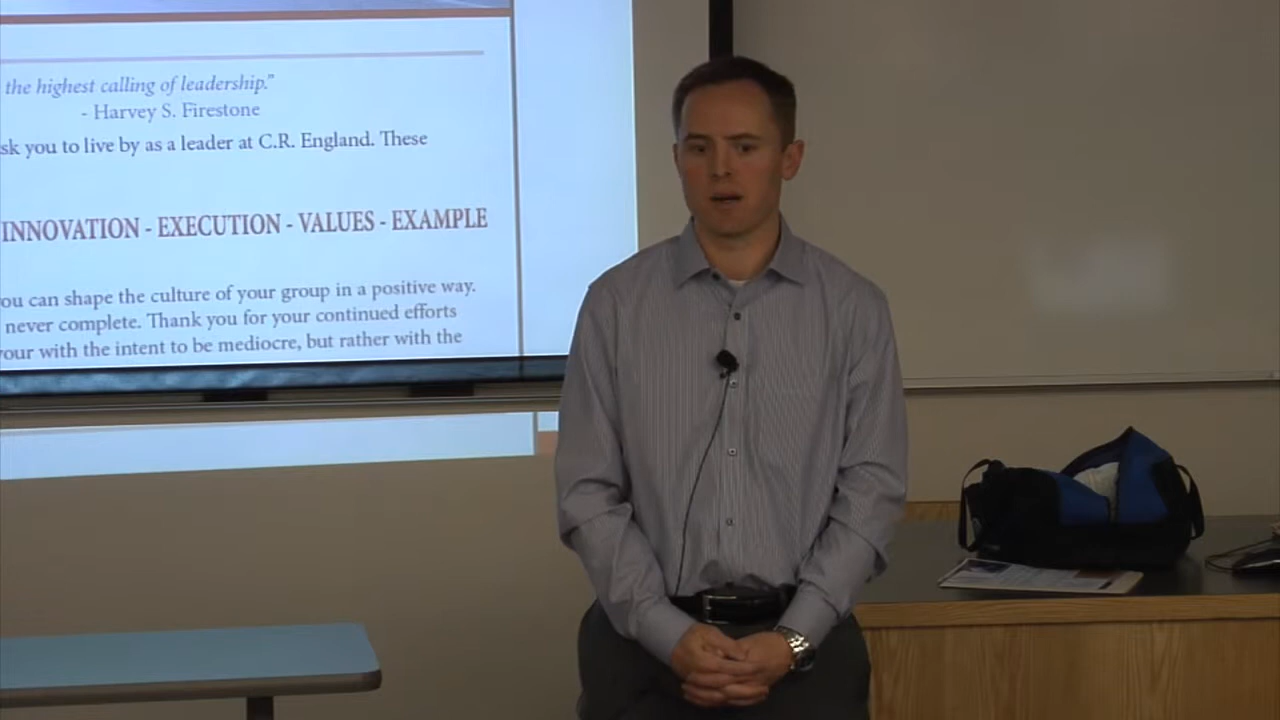 the highest calling of leadership."
- Harvey S. Firestone
sk you to live by as a leader at C.R. England. These
INNOVATION - EXECUTION - VALUES - EXAMPLE
ou can shape the culture of your group in a positive way.
never complete. Thank you for your continued efforts
our with the intent to be mediocre, but rather with the